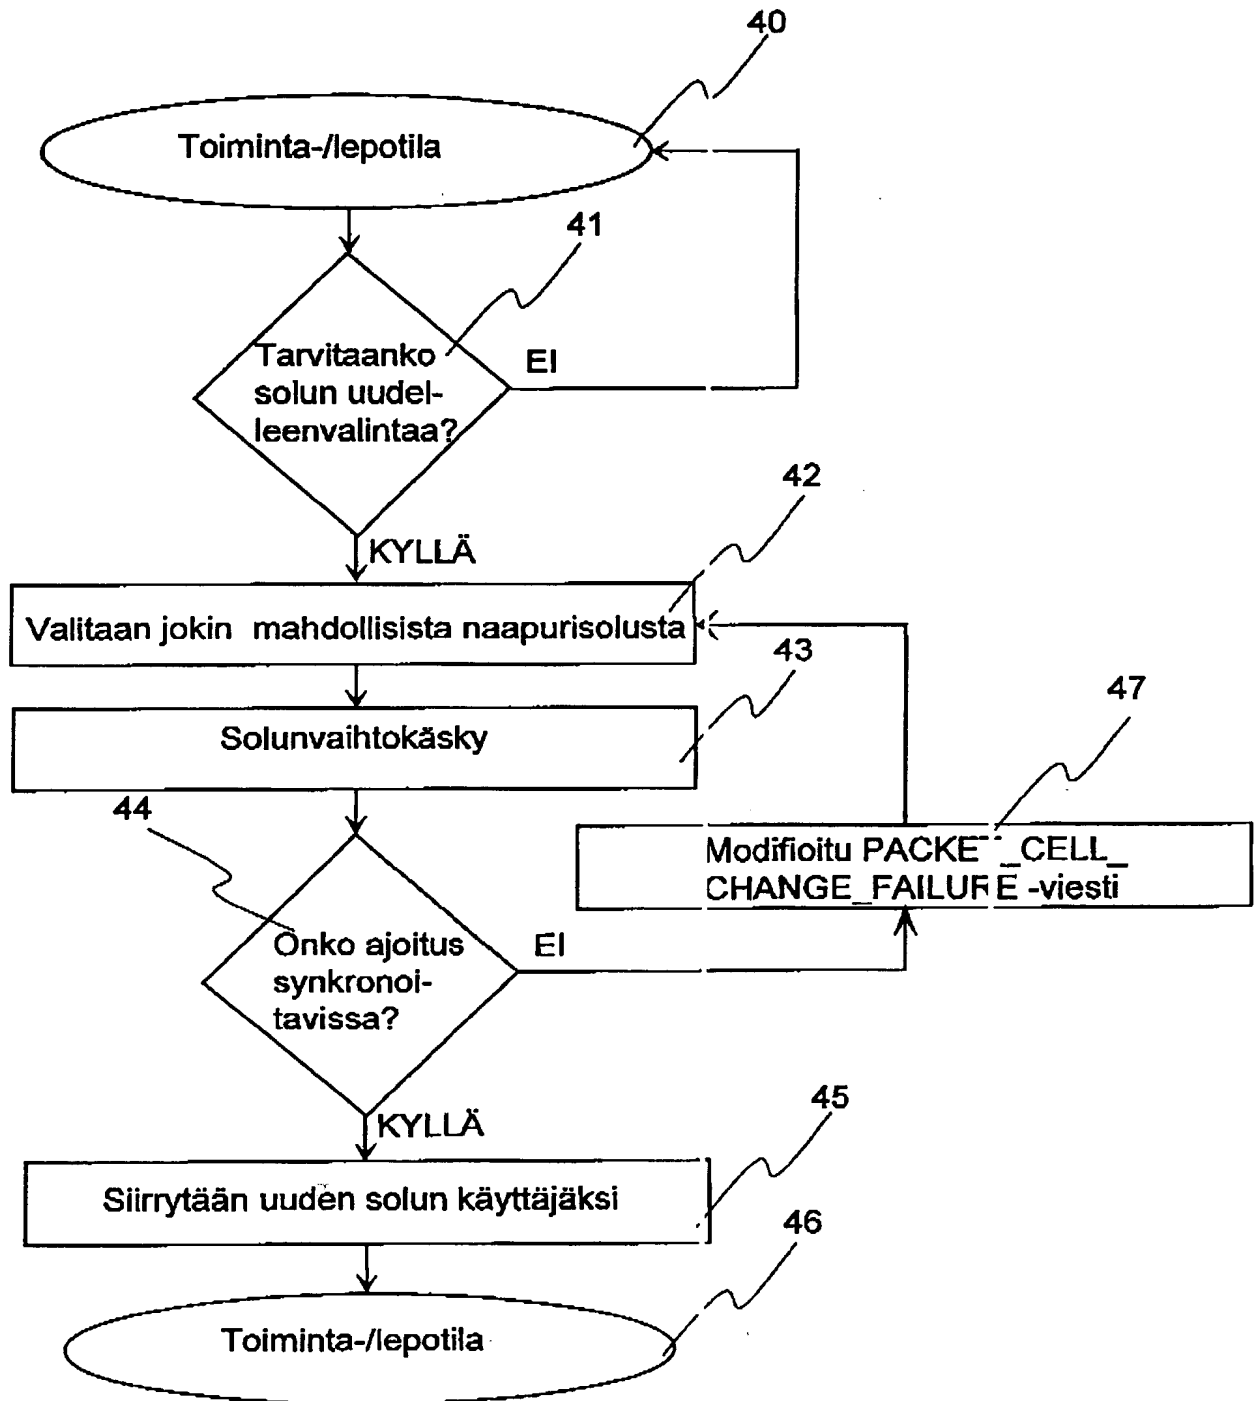 40
Toiminta-/lepotila
41
Tarvitaanko
solun uudel-
leenvalintaa?
EI
42
KYLLÄ
Valitaan jokin mahdollisista naapurisolusta
43
Solunvaihtokäsky
47
44
Modifioitu PACKET_CELL_
CHANGE_FAILURE -viesti
Onko ajoitus
synkronoi-
tavissa?
EI
45
KYLLÄ
Siirrytään uuden solun käyttäjäksi
46
Toiminta-/lepotila